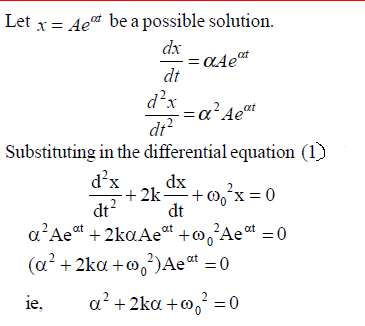 Let x = Ae^αt be a possible solution.
dx/dt = αAe^αt
d²x/dt² = α²Ae^αt
Substituting in the differential equation (1)
d²x/dt² + 2k dx/dt + ω₀²x = 0
α²Ae^αt + 2kαAe^αt + ω₀²Ae^αt = 0
(α² + 2kα + ω₀²)Ae^αt = 0
ie, α² + 2kα + ω₀² = 0